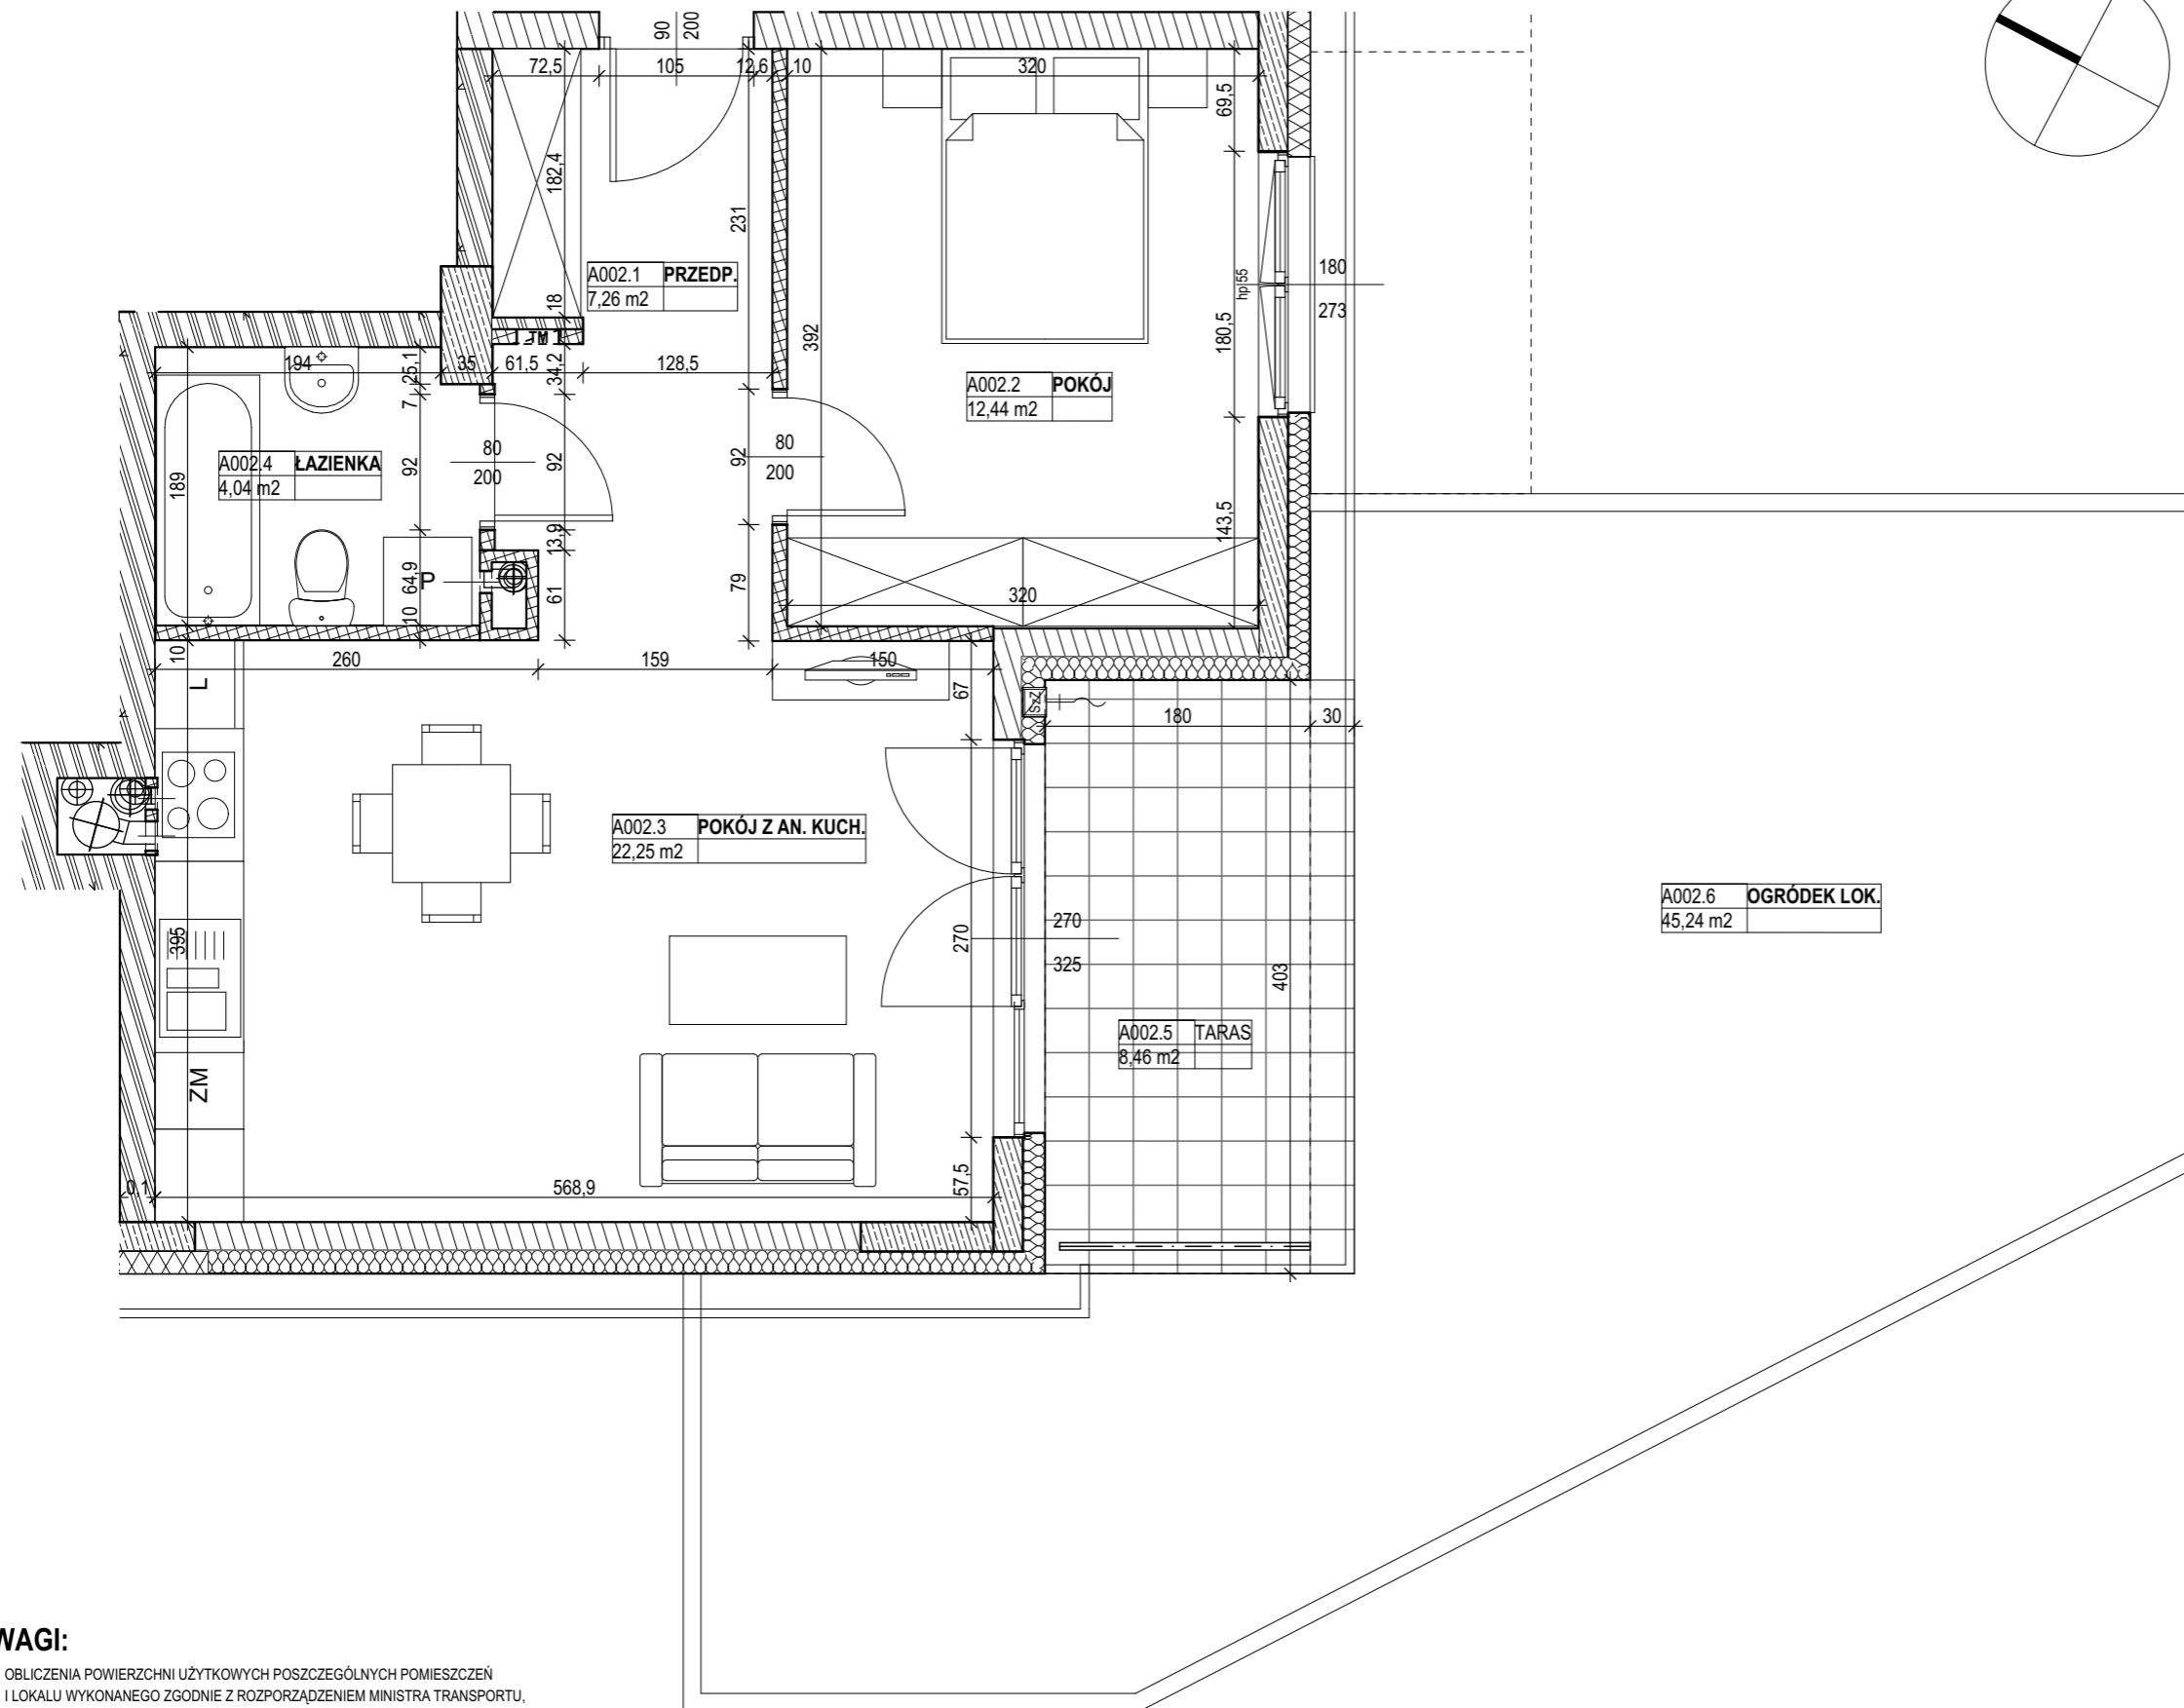 90
200
72,5
105
12,6
10
320
69,5
182,4
231
A002.1 PRZEDP.
7,26 m2
18
TM
hp 55
180
273
392
180,5
194
25,1
35
61,5
34,2
128,5
A002.2 POKÓJ
12,44 m2
7
80
200
92
92
92
80
200
A002.4 ŁAZIENKA
4,04 m2
189
143,5
13,9
64,9
P
61
79
10
320
10
260
159
150
67
L
SzZ
180
30
A002.3 POKÓJ Z AN. KUCH.
22,25 m2
395
270
270
325
403
A002.6 OGRÓDEK LOK.
45,24 m2
A002.5 TARAS
8,46 m2
ZM
0,1
568,9
57,5
WAGI:
OBLICZENIA POWIERZCHNI UŻYTKOWYCH POSZCZEGÓLNYCH POMIESZCZEŃ
I LOKALU WYKONANEGO ZGODNIE Z ROZPORZĄDZENIEM MINISTRA TRANSPORTU,